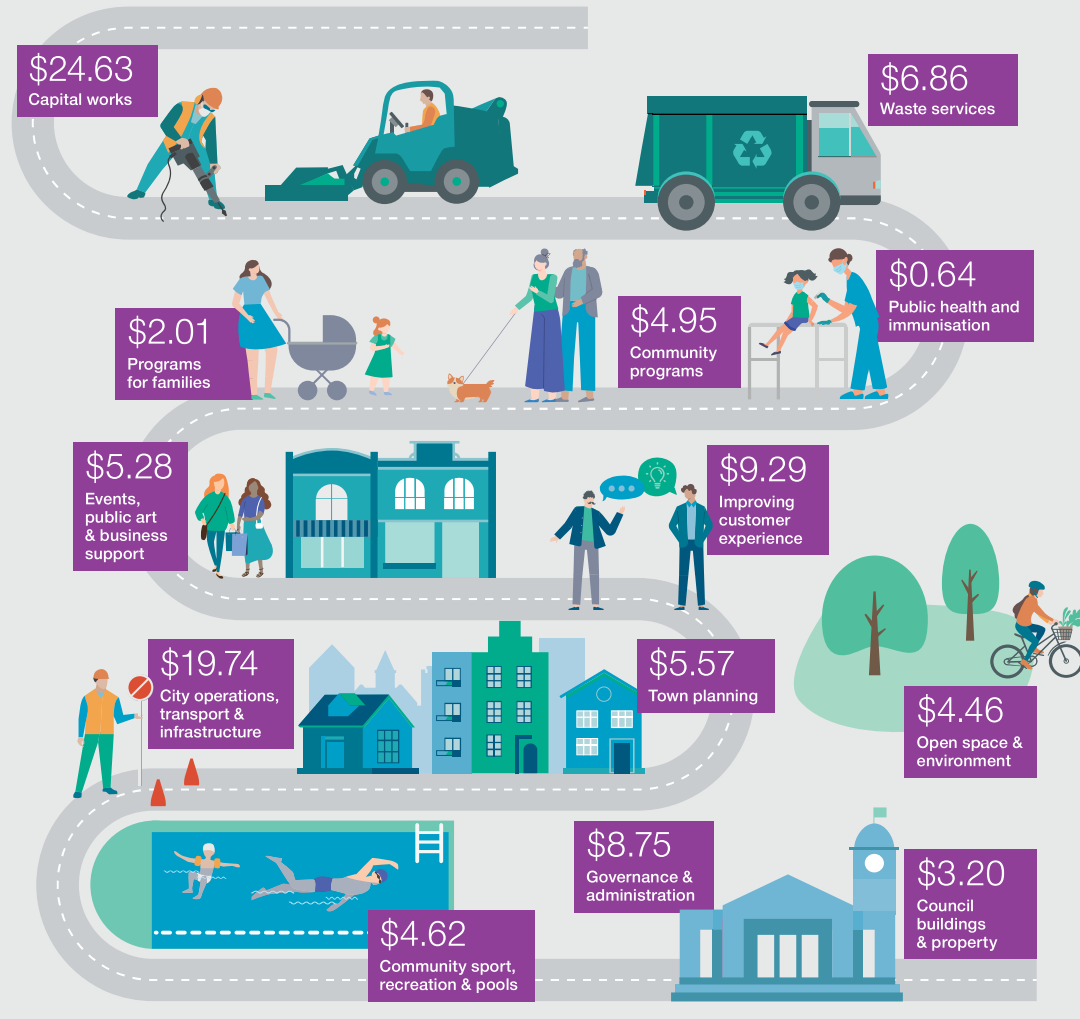 $24.63
Capital works
$6.86
Waste services
$2.01
Programs
for families
$4.95
Community
programs
$0.64
Public health and
immunisation
$5.28
Events,
public art
& business
support
$9.29
Improving
customer
experience
$19.74
City operations,
transport &
infrastructure
$5.57
Town planning
$4.46
Open space &
environment
$4.62
Community sport,
recreation & pools
$8.75
Governance &
administration
$3.20
Council
buildings
& property